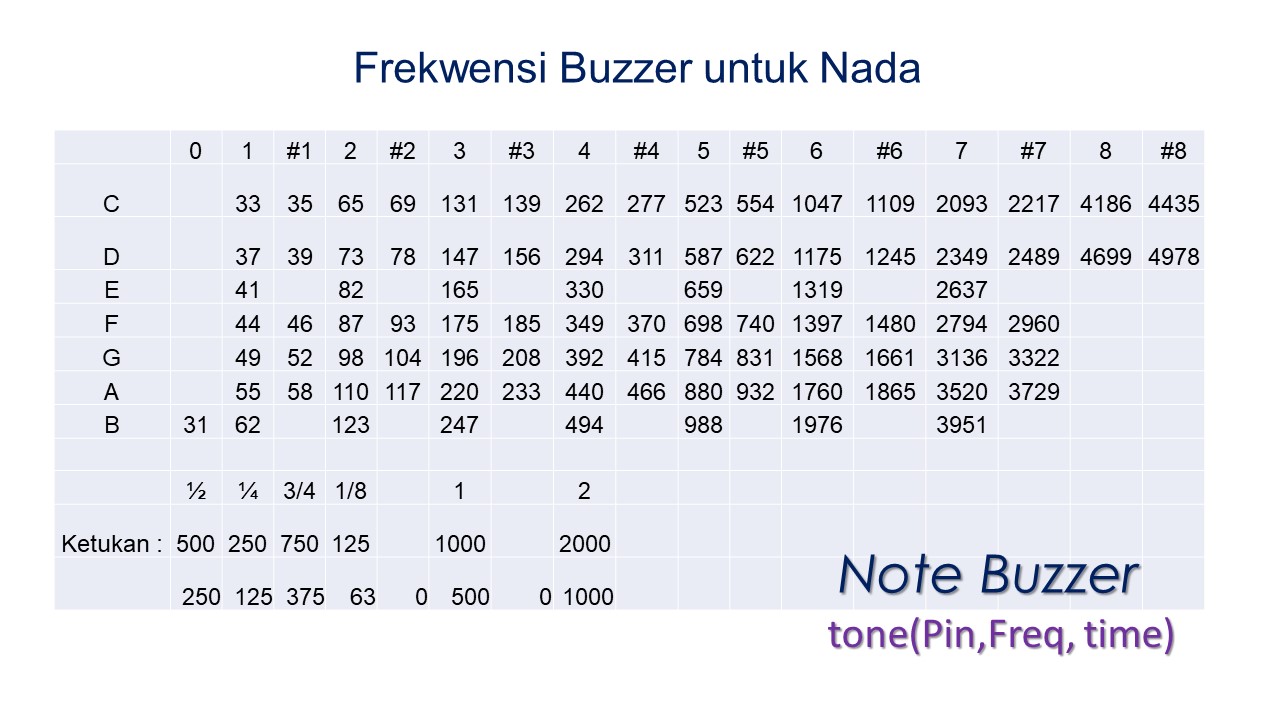 Frekwensi Buzzer untuk Nada
0 1 #1 2 #2 3 #3 4 #4 5 #5 6 #6 7 #7 8 #8
C 33 35 65 69 131 139 262 277 523 554 1047 1109 2093 2217 4186 4435
D 37 39 73 78 147 156 294 311 587 622 1175 1245 2349 2489 4699 4978
E 41 82 165 330 659 1319 2637
F 44 46 87 93 175 185 349 370 698 740 1397 1480 2794 2960
G 49 52 98 104 196 208 392 415 784 831 1568 1661 3136 3322
A 55 58 110 117 220 233 440 466 880 932 1760 1865 3520 3729
B 31 62 123 247 494 988 1976 3951
½ ¼ 3/4 1/8 1 2
Ketukan : 500 250 750 125 1000 2000
250 125 375 63 0 500 0 1000
Note Buzzer
tone(Pin,Freq, time)